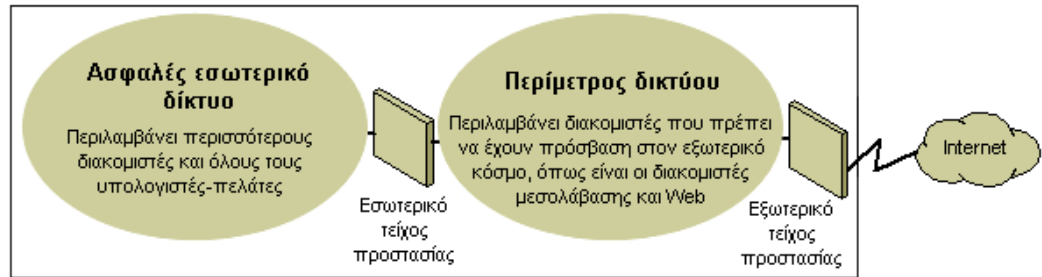 Ασφαλές εσωτερικό
δίκτυο
Περιλαμβάνει περισσότερους
διακομιστές και όλους τους
υπολογιστές-πελάτες
Εσωτερικό
τείχος
προστασίας
Περίμετρος δικτύου
Περιλαμβάνει διακομιστές που πρέπει
να έχουν πρόσβαση στον εξωτερικό
κόσμο, όπως είναι οι διακομιστές
μεσολάβασης και Web
Εξωτερικό
τείχος
προστασίας
Internet